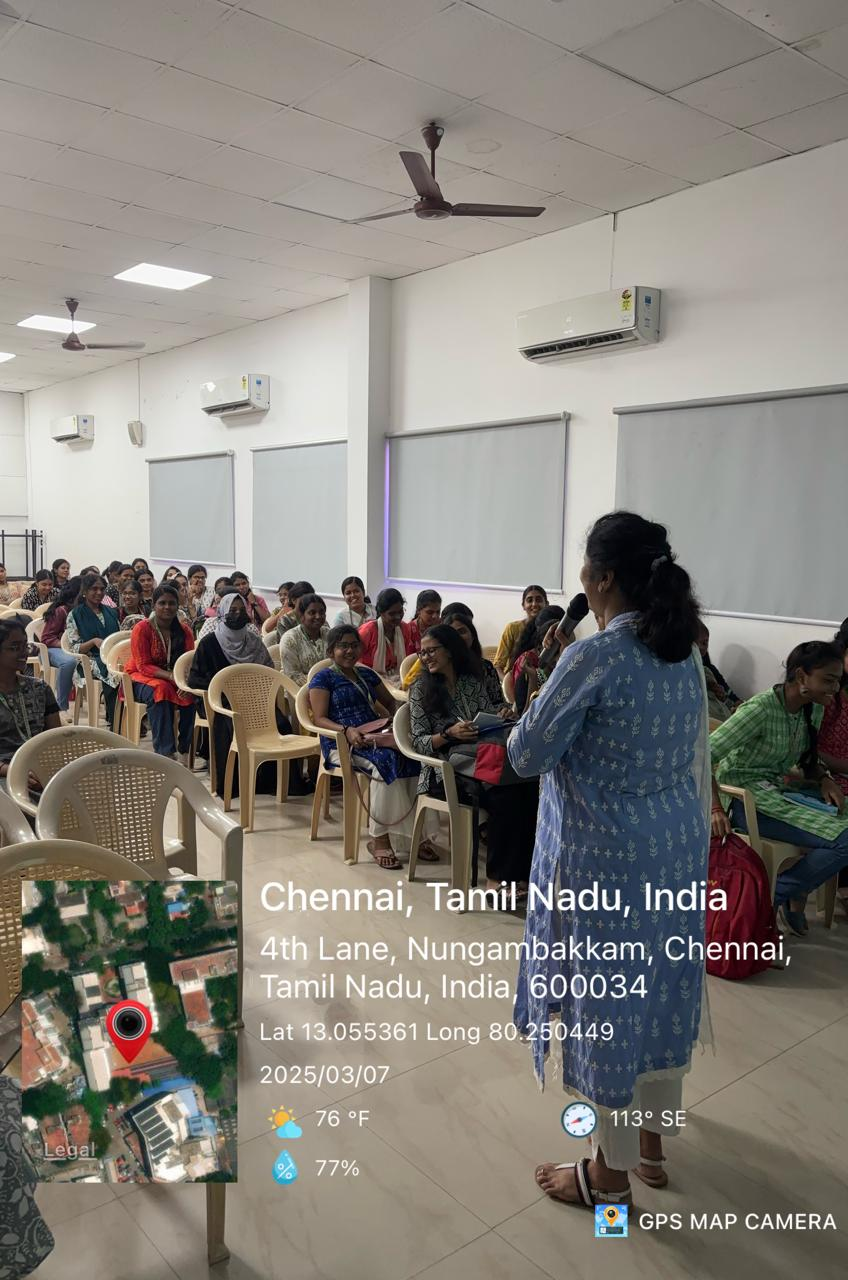 Chennai, Tamil Nadu, India
4th Lane, Nungambakkam, Chennai,
Tamil Nadu, India, 600034
Lat 13.055361 Long 80.250449
2025/03/07
76 °F
113° SE
77%
Legal
GPS MAP CAMERA